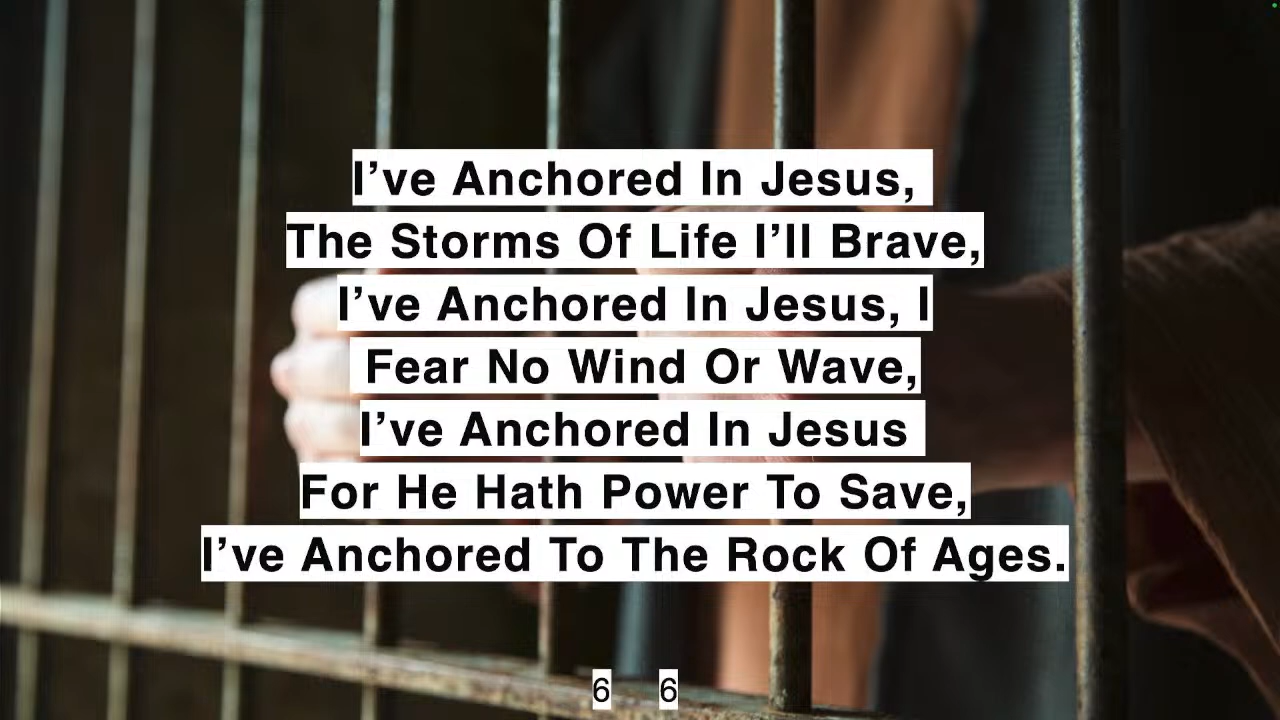 I’ve Anchored In Jesus,
The Storms Of Life I’ll Brave,
I’ve Anchored In Jesus, I
Fear No Wind Or Wave,
I’ve Anchored In Jesus
For He Hath Power To Save,
I’ve Anchored To The Rock Of Ages.
6 6